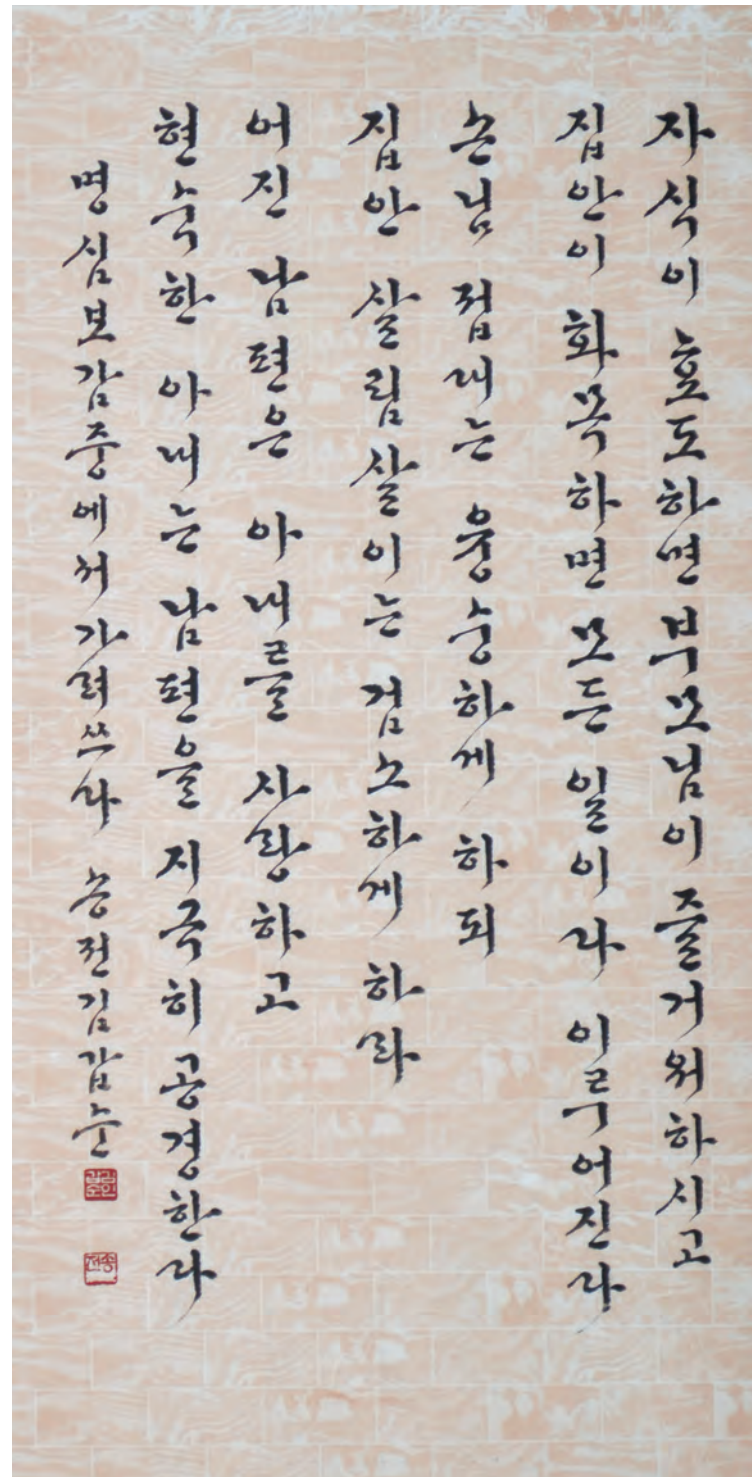 자식이 효도하면 부모님이 즐거워하시고
집안이 화목하면 모든 일이 다 이루어진다
손님 접대는 융숭하게 하되
집안 살림살이는 검소하게 하라
어진 남편은 아내를 사랑하고
현숙한 아내는 남편을 지극히 공경한다
명심보감중에서 가려쓰다 송전김갑순